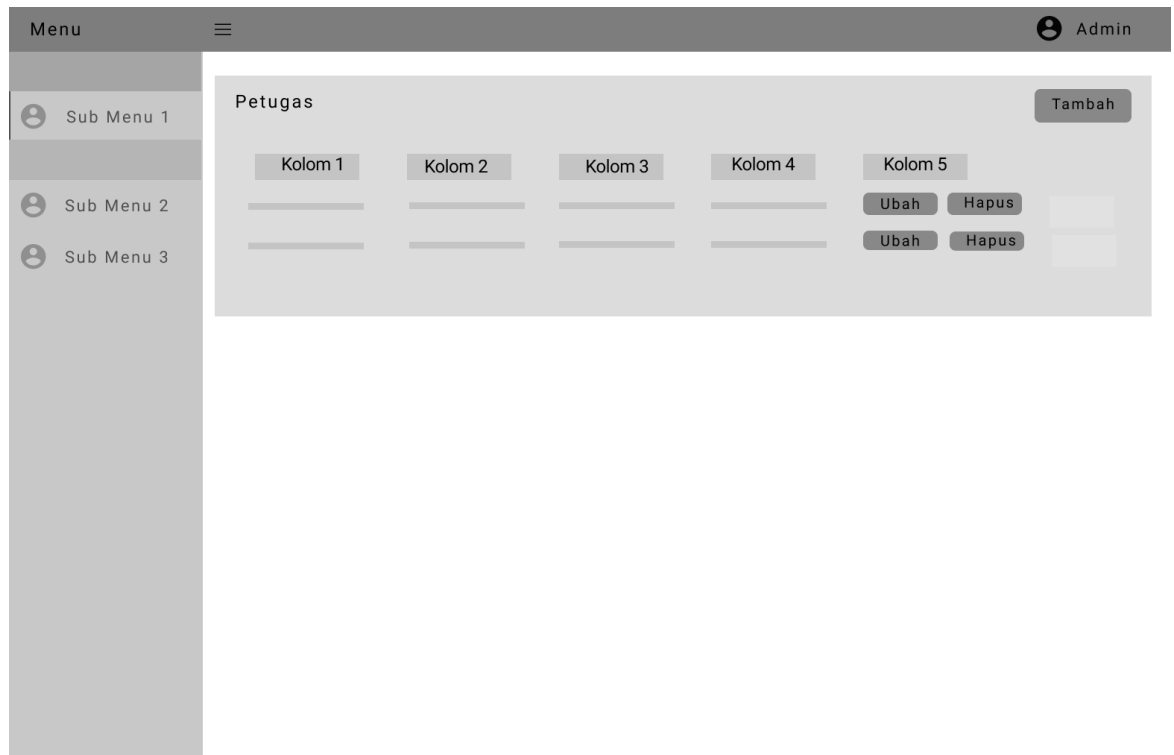 Menu
Admin
Sub Menu 1
Sub Menu 2
Sub Menu 3
Petugas
Tambah
Kolom 1 Kolom 2 Kolom 3 Kolom 4 Kolom 5
Ubah Hapus
Ubah Hapus